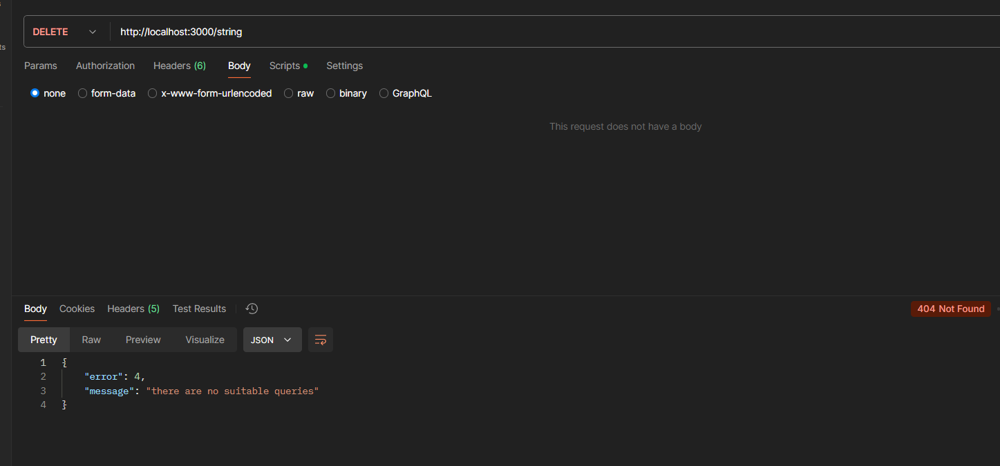 DELETE http://localhost:3000/string
ts
Params Authorization Headers (6) Body Scripts Settings
none form-data x-www-form-urlencoded raw binary GraphQL
This request does not have a body
Body Cookies Headers (5) Test Results 404 Not Found
Pretty Raw Preview Visualize JSON
1 {
2 "error": 4,
3 "message": "there are no suitable queries"
4 }